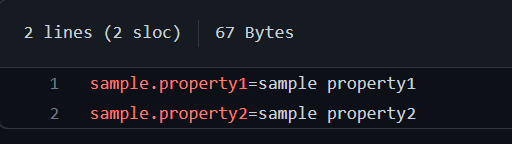 2 lines (2 sloc) 67 Bytes
1 sample.property1=sample property1
2 sample.property2=sample property2